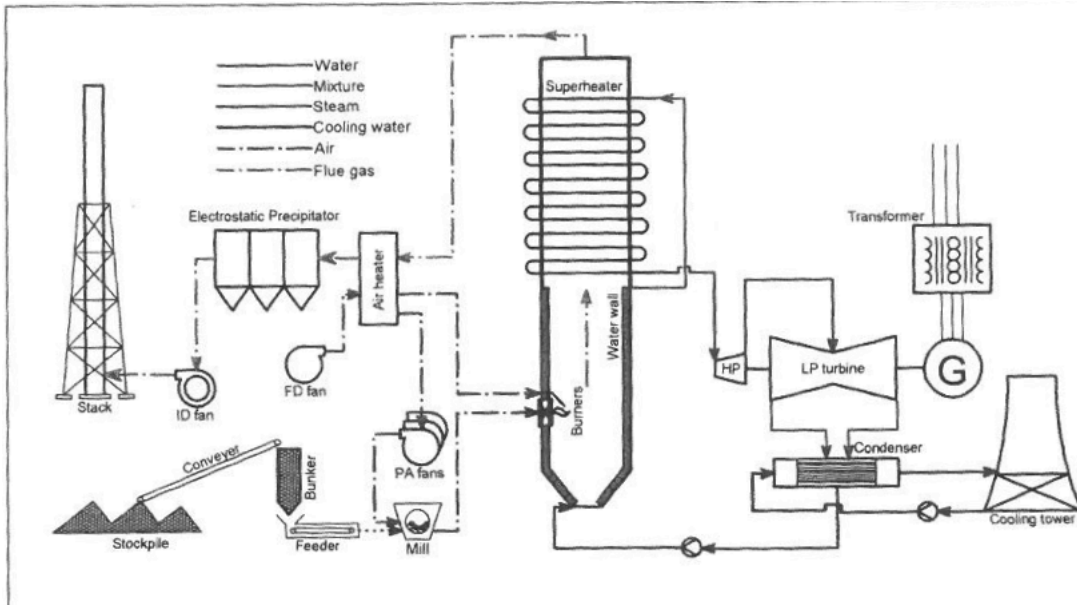 Water
Mixture
Steam
Cooling water
Air
Flue gas
Superheater
Electrostatic Precipitator
Transformer
Air heater
Water wall
HP
LP turbine
G
FD fan
Burners
Stack
ID fan
Conveyer
PA fans
Bunker
Condenser
Stockpile
Feeder
Mill
Cooling tower